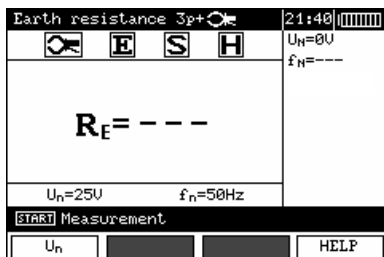 Earth resistance 3p+ 21:40
E S H
U_N=0V
f_N=---
R_E= - - -
U_n=25V f_n=50Hz
START Measurement
U_n HELP